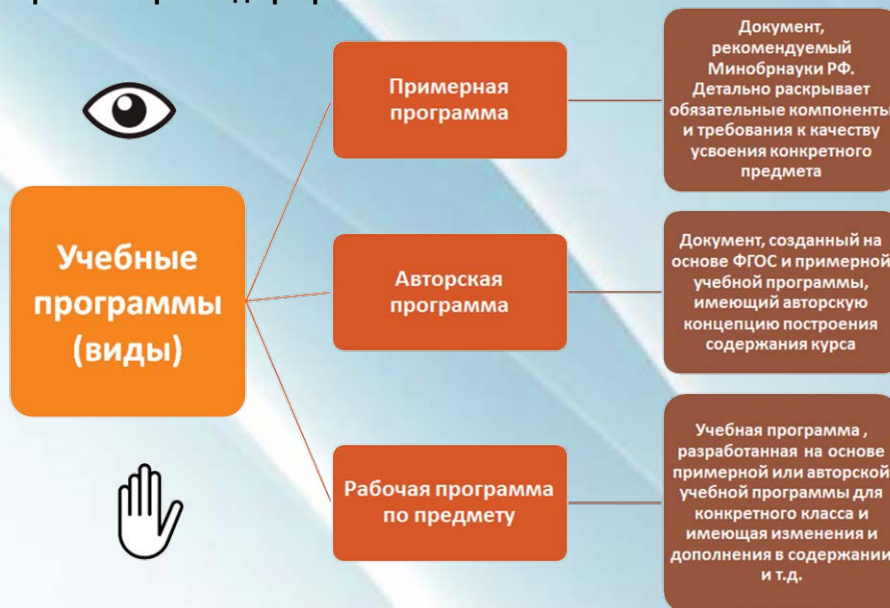 Учебные
программы
(виды)
Примерная
программа
Документ,
рекомендуемый
Минобрнауки РФ.
Детально раскрывает
обязательные компоненты
и требования к качеству
усвоения конкретного
предмета
Авторская
программа
Документ, созданный на
основе ФГОС и примерной
учебной программы,
имеющий авторскую
концепцию построения
содержания курса
Рабочая программа
по предмету
Учебная программа ,
разработанная на основе
примерной или авторской
учебной программы для
конкретного класса и
имеющая изменения и
дополнения в содержании
и т.д.